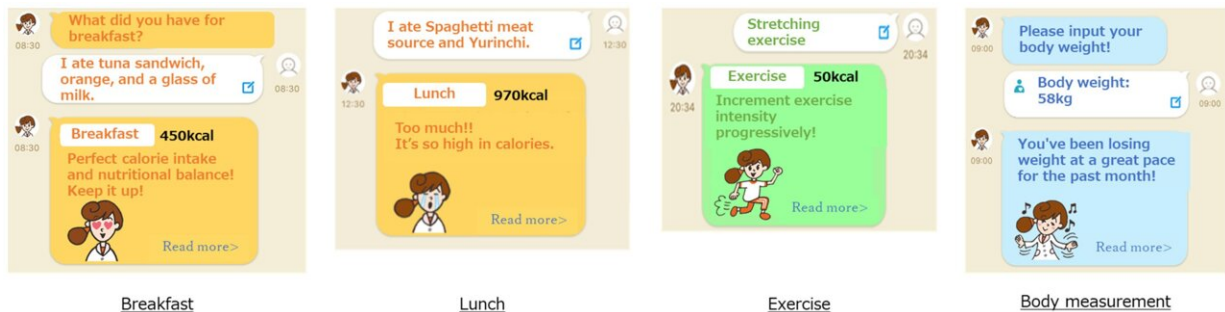 What did you have for
breakfast?
08:30
I ate tuna sandwich,
orange, and a glass of
milk.
08:30
Breakfast 450kcal
08:30
Perfect calorie intake
and nutritional balance!
Keep it up!
Read more>
Breakfast
I ate Spaghetti meat
source and Yurinchi.
12:30
Lunch 970kcal
12:30
Too much!!
It's so high in calories.
Read more>
Lunch
Stretching
exercise
20:34
Exercise 50kcal
20:34
Increment exercise
intensity
progressively!
Read more>
Exercise
Please input your
body weight!
09:00
Body weight:
58kg
09:00
You've been losing
weight at a great pace
for the past month!
09:00
Read more>
Body measurement